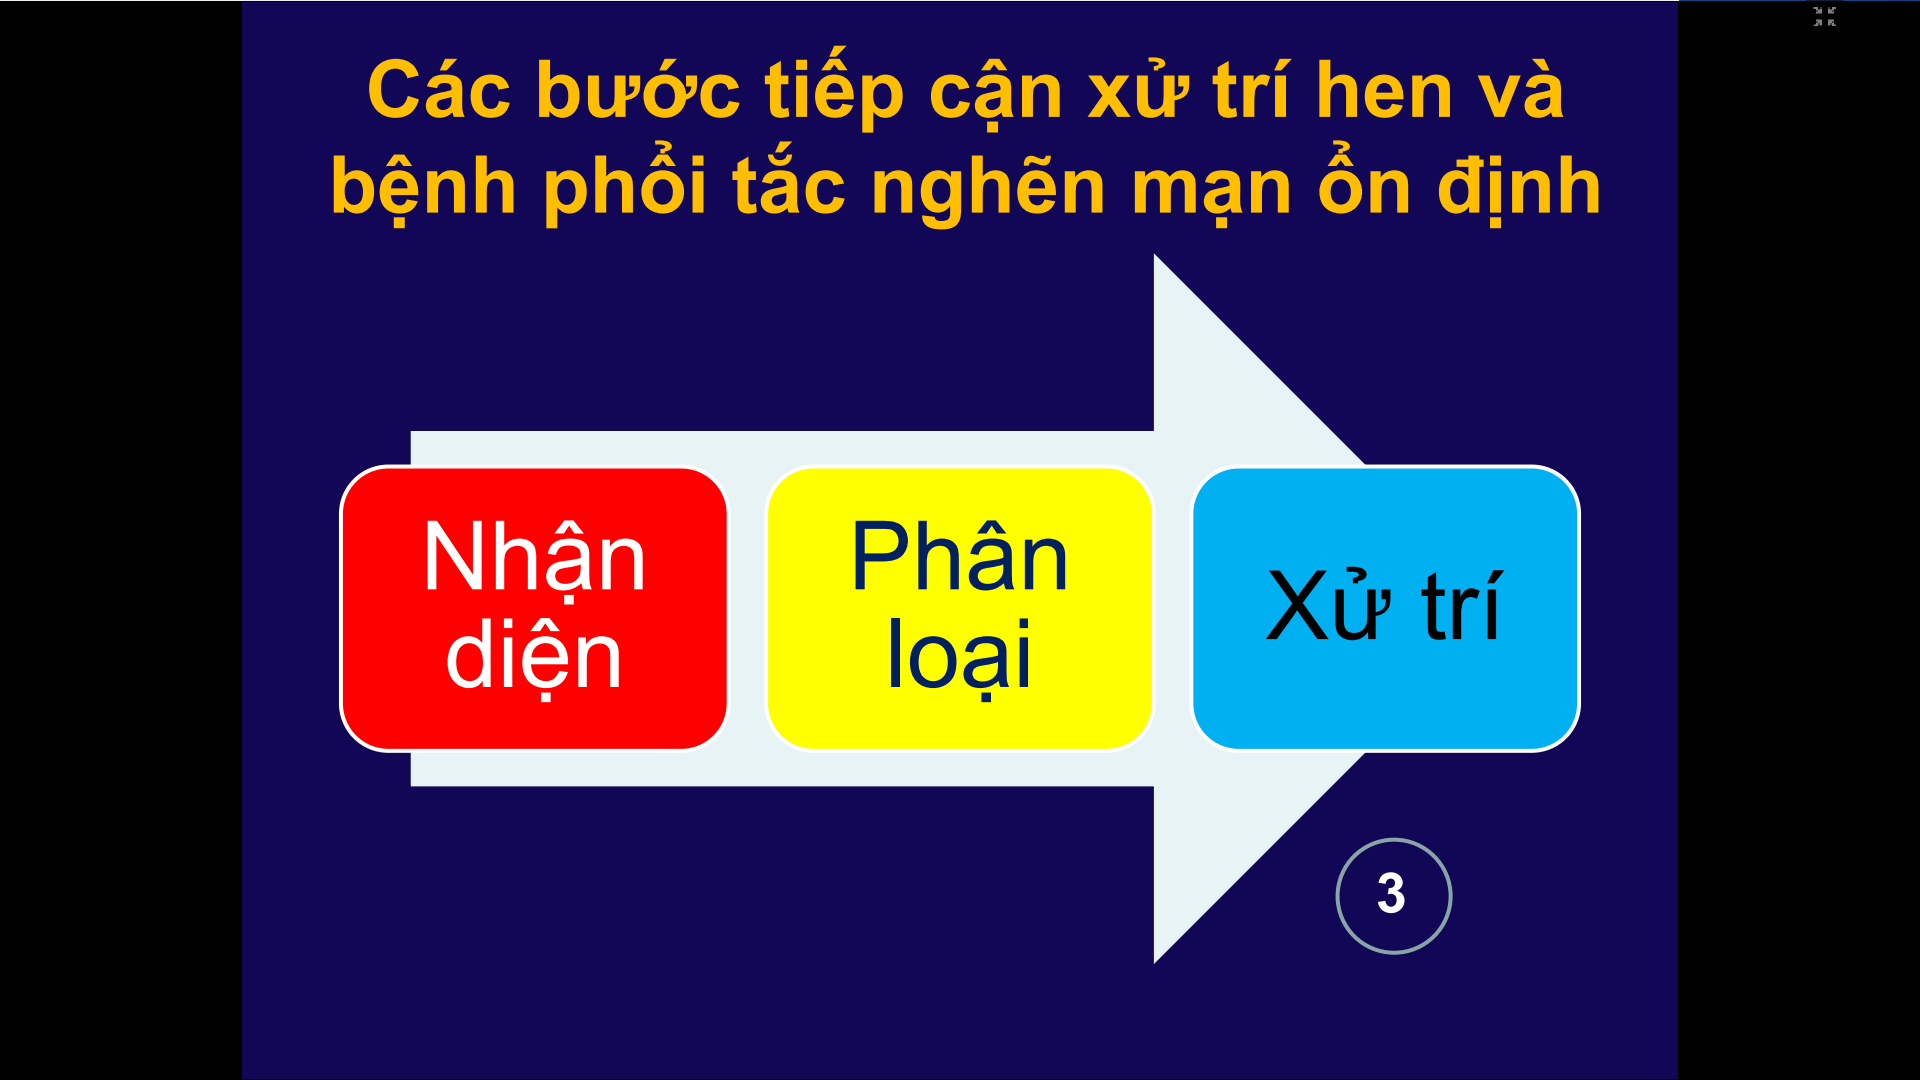 Các bước tiếp cận xử trí hen và
bệnh phổi tắc nghẽn mạn ổn định
Nhận
diện
Phân
loại
Xử trí
3